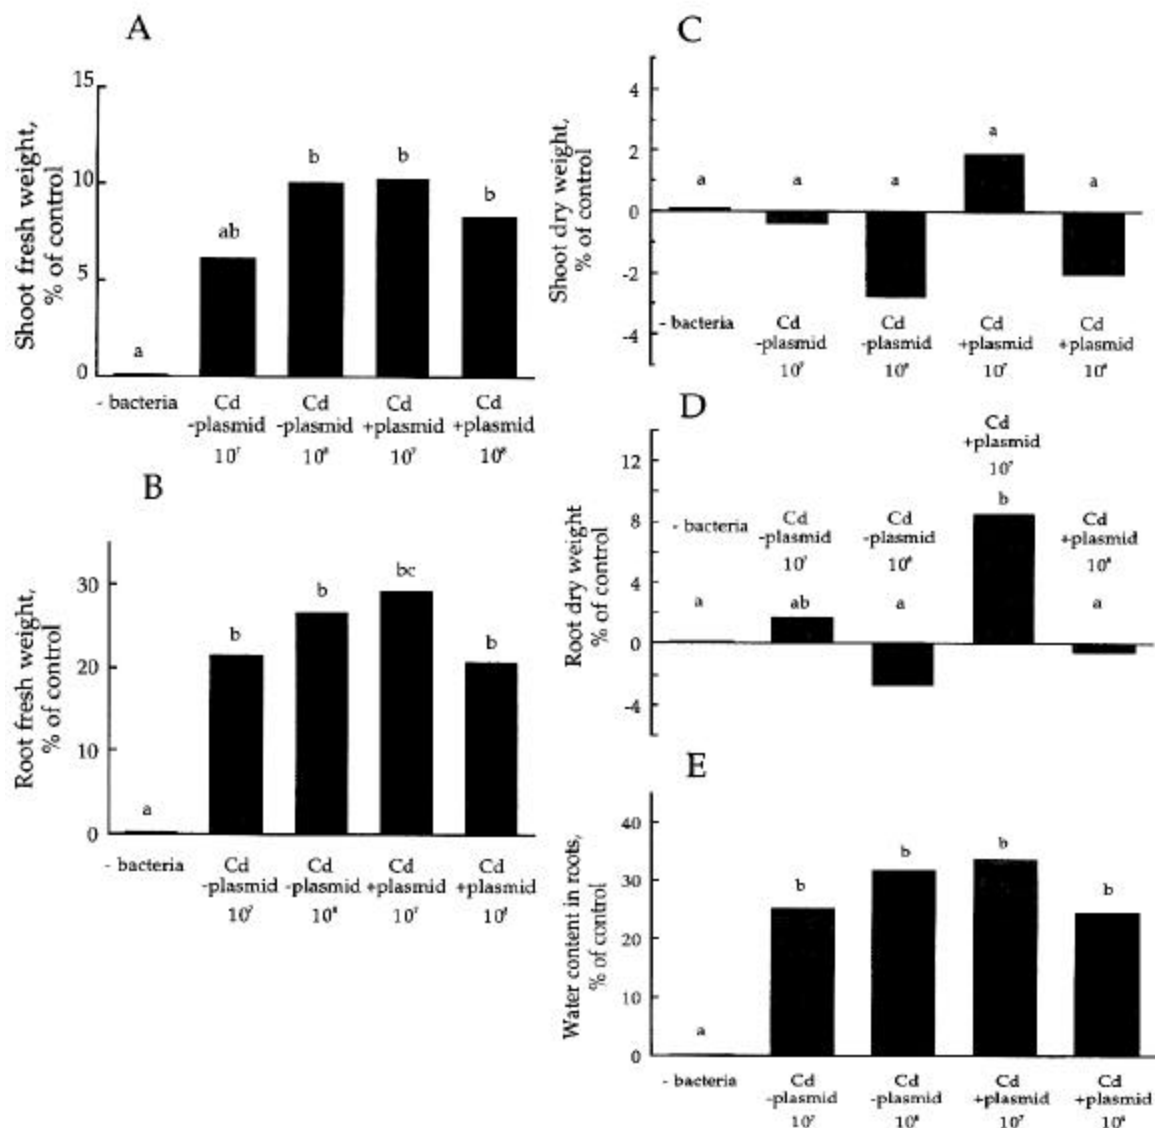 A
Shoot fresh weight,
% of control
15
10
5
0
a
ab
b
b
b
- bacteria
Cd
-plasmid
10⁷
Cd
-plasmid
10⁸
Cd
+plasmid
10⁷
Cd
+plasmid
10⁸
B
Root fresh weight,
% of control
30
20
10
0
a
b
b
bc
b
- bacteria
Cd
-plasmid
10⁷
Cd
-plasmid
10⁸
Cd
+plasmid
10⁷
Cd
+plasmid
10⁸
C
Shoot dry weight,
% of control
4
2
0
-2
-4
a
a
a
a
a
- bacteria
Cd
-plasmid
10⁷
Cd
-plasmid
10⁸
Cd
+plasmid
10⁷
Cd
+plasmid
10⁸
D
Root dry weight
% of control
12
8
4
0
-4
- bacteria
Cd
-plasmid
10⁷
Cd
-plasmid
10⁸
Cd
+plasmid
10⁷
Cd
+plasmid
10⁸
a
ab
a
b
a
E
Water content in roots,
% of control
40
30
20
10
0
a
b
b
b
b
- bacteria
Cd
-plasmid
10⁷
Cd
-plasmid
10⁸
Cd
+plasmid
10⁷
Cd
+plasmid
10⁸